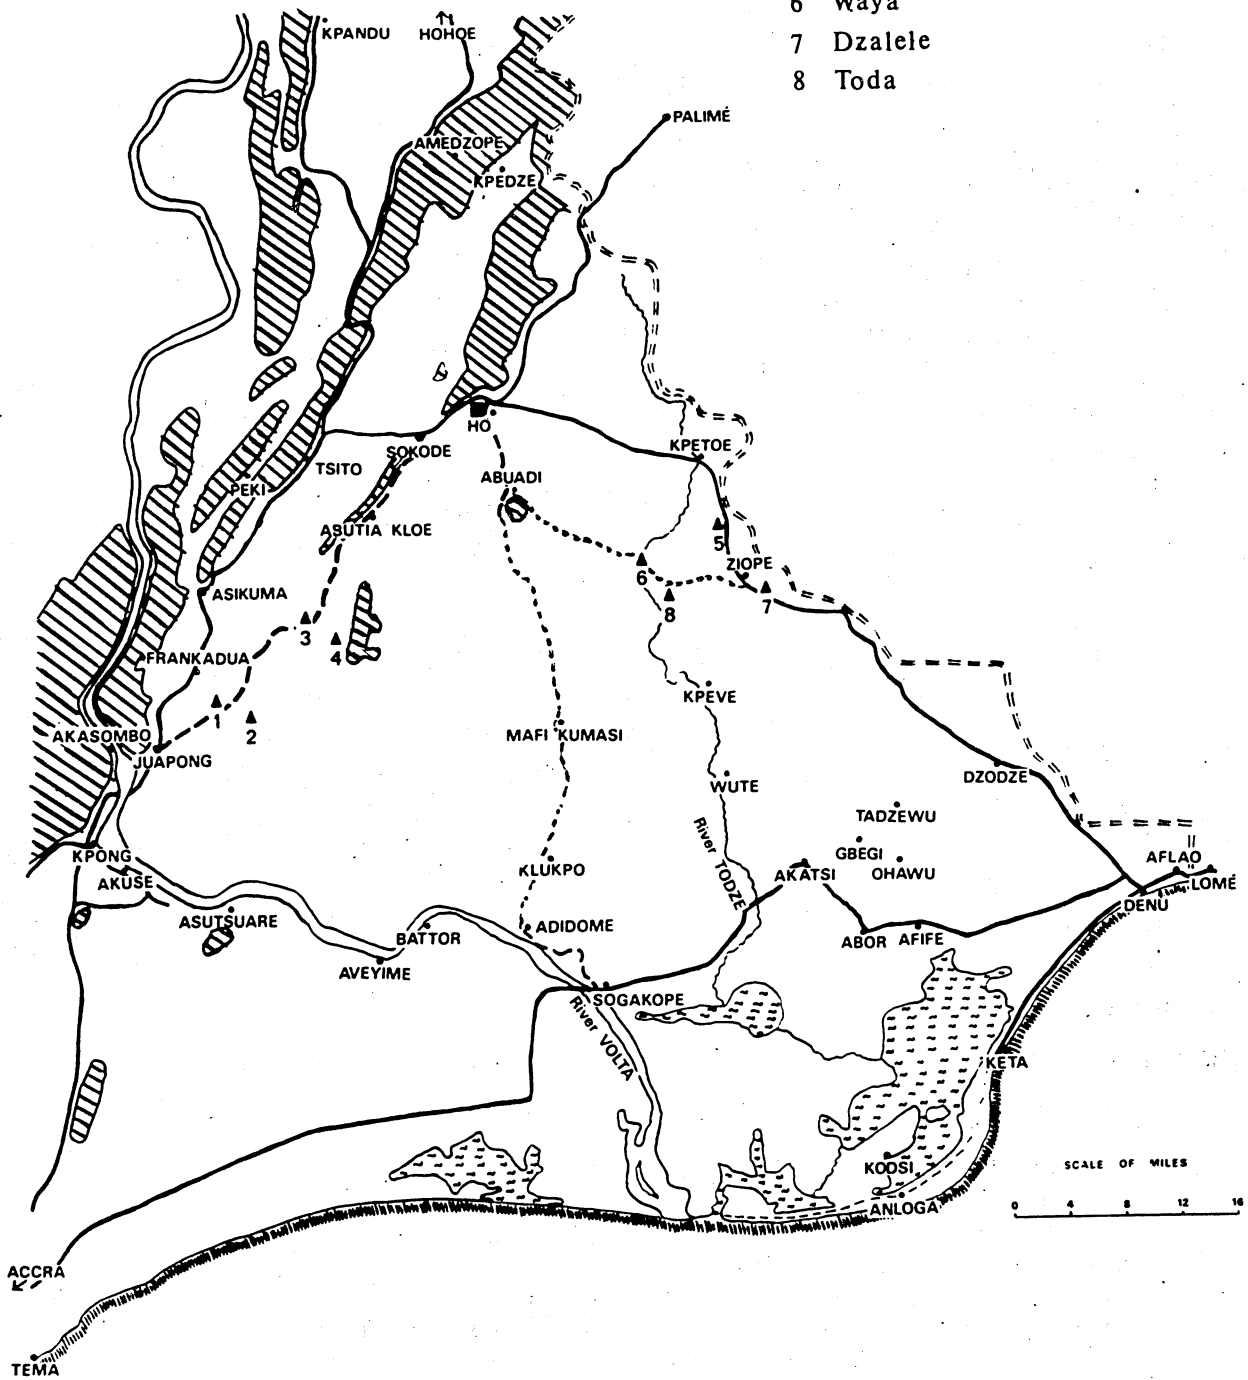 6 Waya
7 Dzalele
8 Toda
KPANDU
HOHOE
PALIMÉ
AMEDZOPE
KPEDZE
HO
SOKODE
TSITO
KPETOE
ABUADI
PEKI
ABUTIA KLOE
5
ZIOPE
6
7
8
ASIKUMA
3
4
FRANKADUA
KPEVE
1
2
AKASOMBO
JUAPONG
MAFI KUMASI
DZODZE
WUTE
TADZEWU
River TODZE
GBEGI
OHAWU
KPONG
AKUSE
KLUKPO
AKATSI
AFLAO
LOMÉ
DENU
ASUTSUARE
BATTOR
ADIDOME
ABOR
AFIFE
AVEYIME
SOGAKOPE
River VOLTA
KETA
KODSI
SCALE OF MILES
0 4 8 12 16
ANLOGA
ACCRA
TEMA